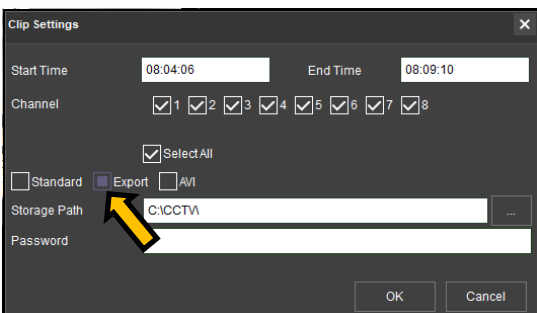 Clip Settings
Start Time 08:04:06 End Time 08:09:10
Channel 1 2 3 4 5 6 7 8
Select All
Standard Export AVI
Storage Path C:\CCTV\ ...
Password
OK Cancel